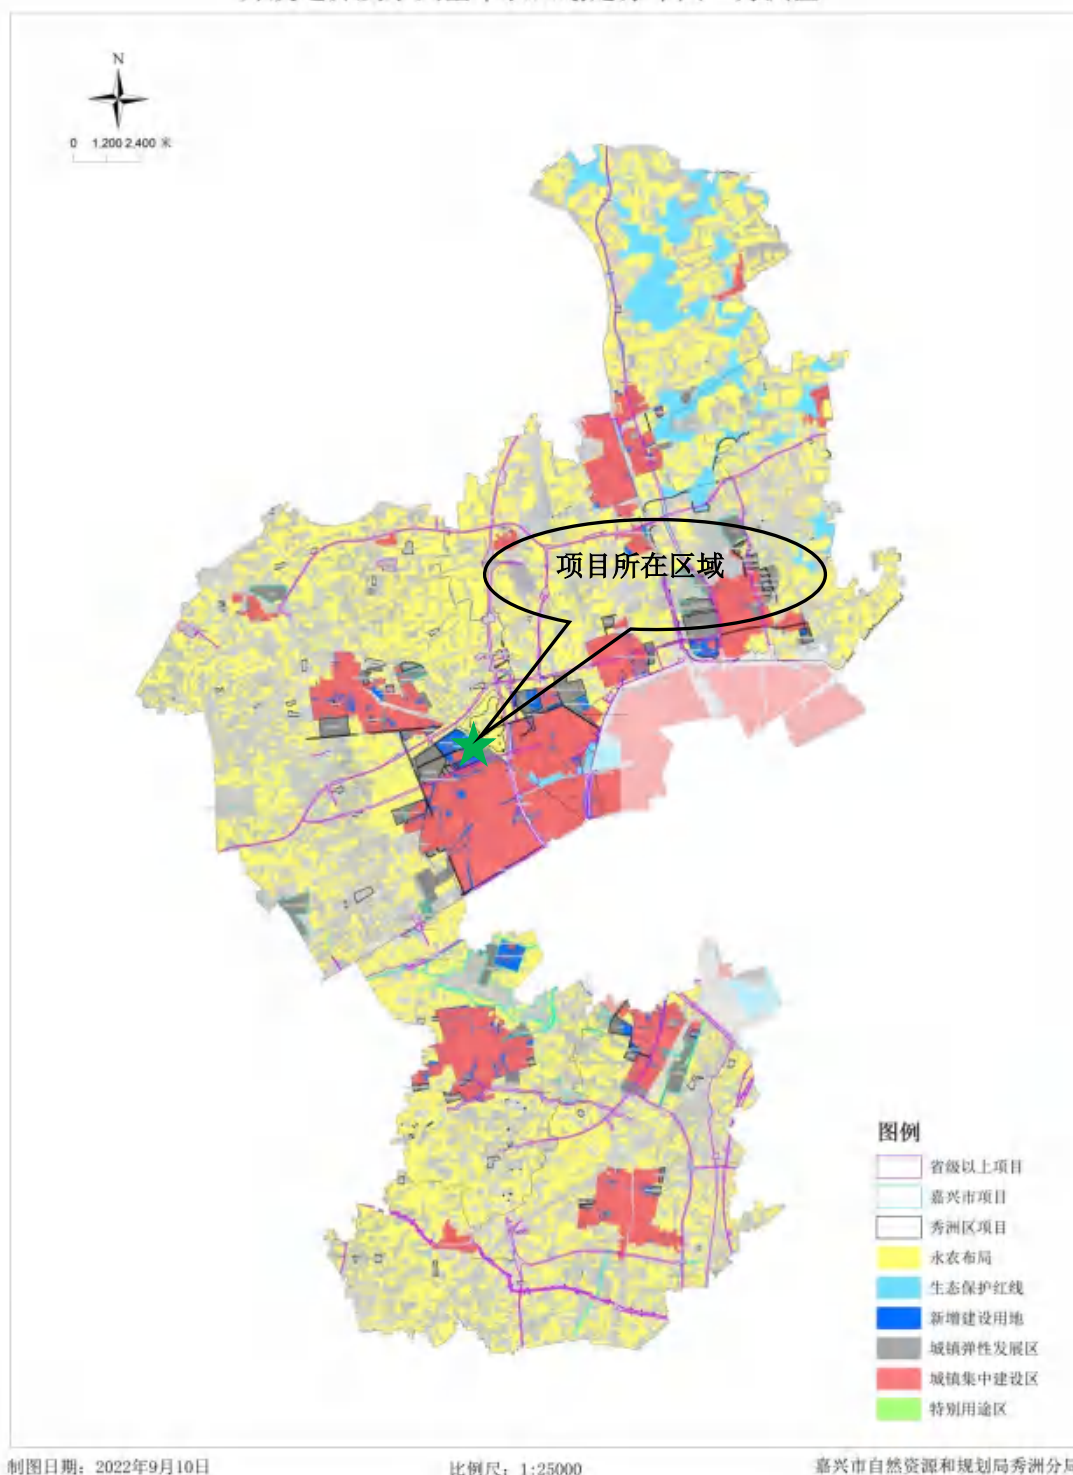 N
0 1,200 2,400 米
项目所在区域
图例
省级以上项目
嘉兴市项目
秀洲区项目
永农布局
生态保护红线
新增建设用地
城镇弹性发展区
城镇集中建设区
特别用途区
制图日期：2022年9月10日
比例尺：1:25000
嘉兴市自然资源和规划局秀洲分局